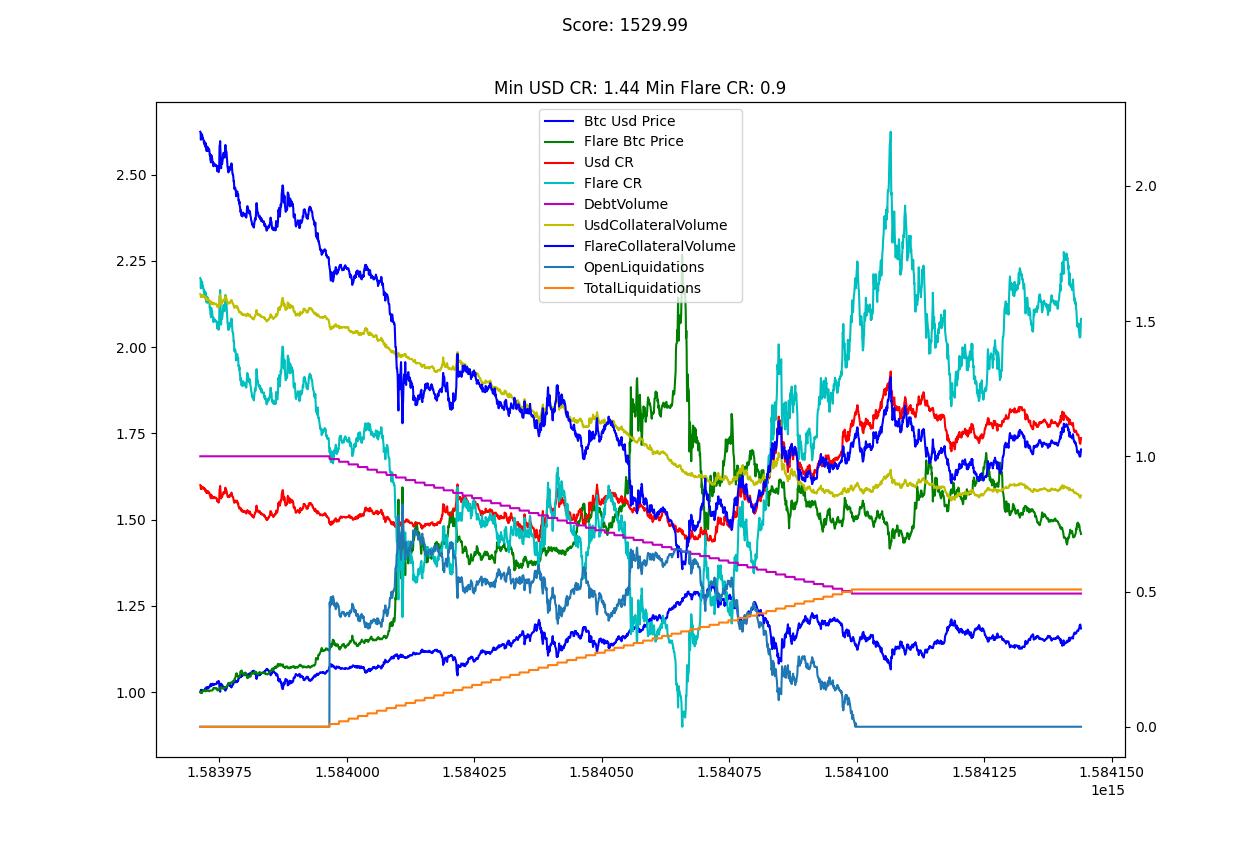 Score: 1529.99
Min USD CR: 1.44 Min Flare CR: 0.9
Btc Usd Price
Flare Btc Price
Usd CR
Flare CR
DebtVolume
UsdCollateralVolume
FlareCollateralVolume
OpenLiquidations
TotalLiquidations
2.50
2.25
2.00
1.75
1.50
1.25
1.00
2.0
1.5
1.0
0.5
0.0
1.583975 1.584000 1.584025 1.584050 1.584075 1.584100 1.584125 1.584150
1e15